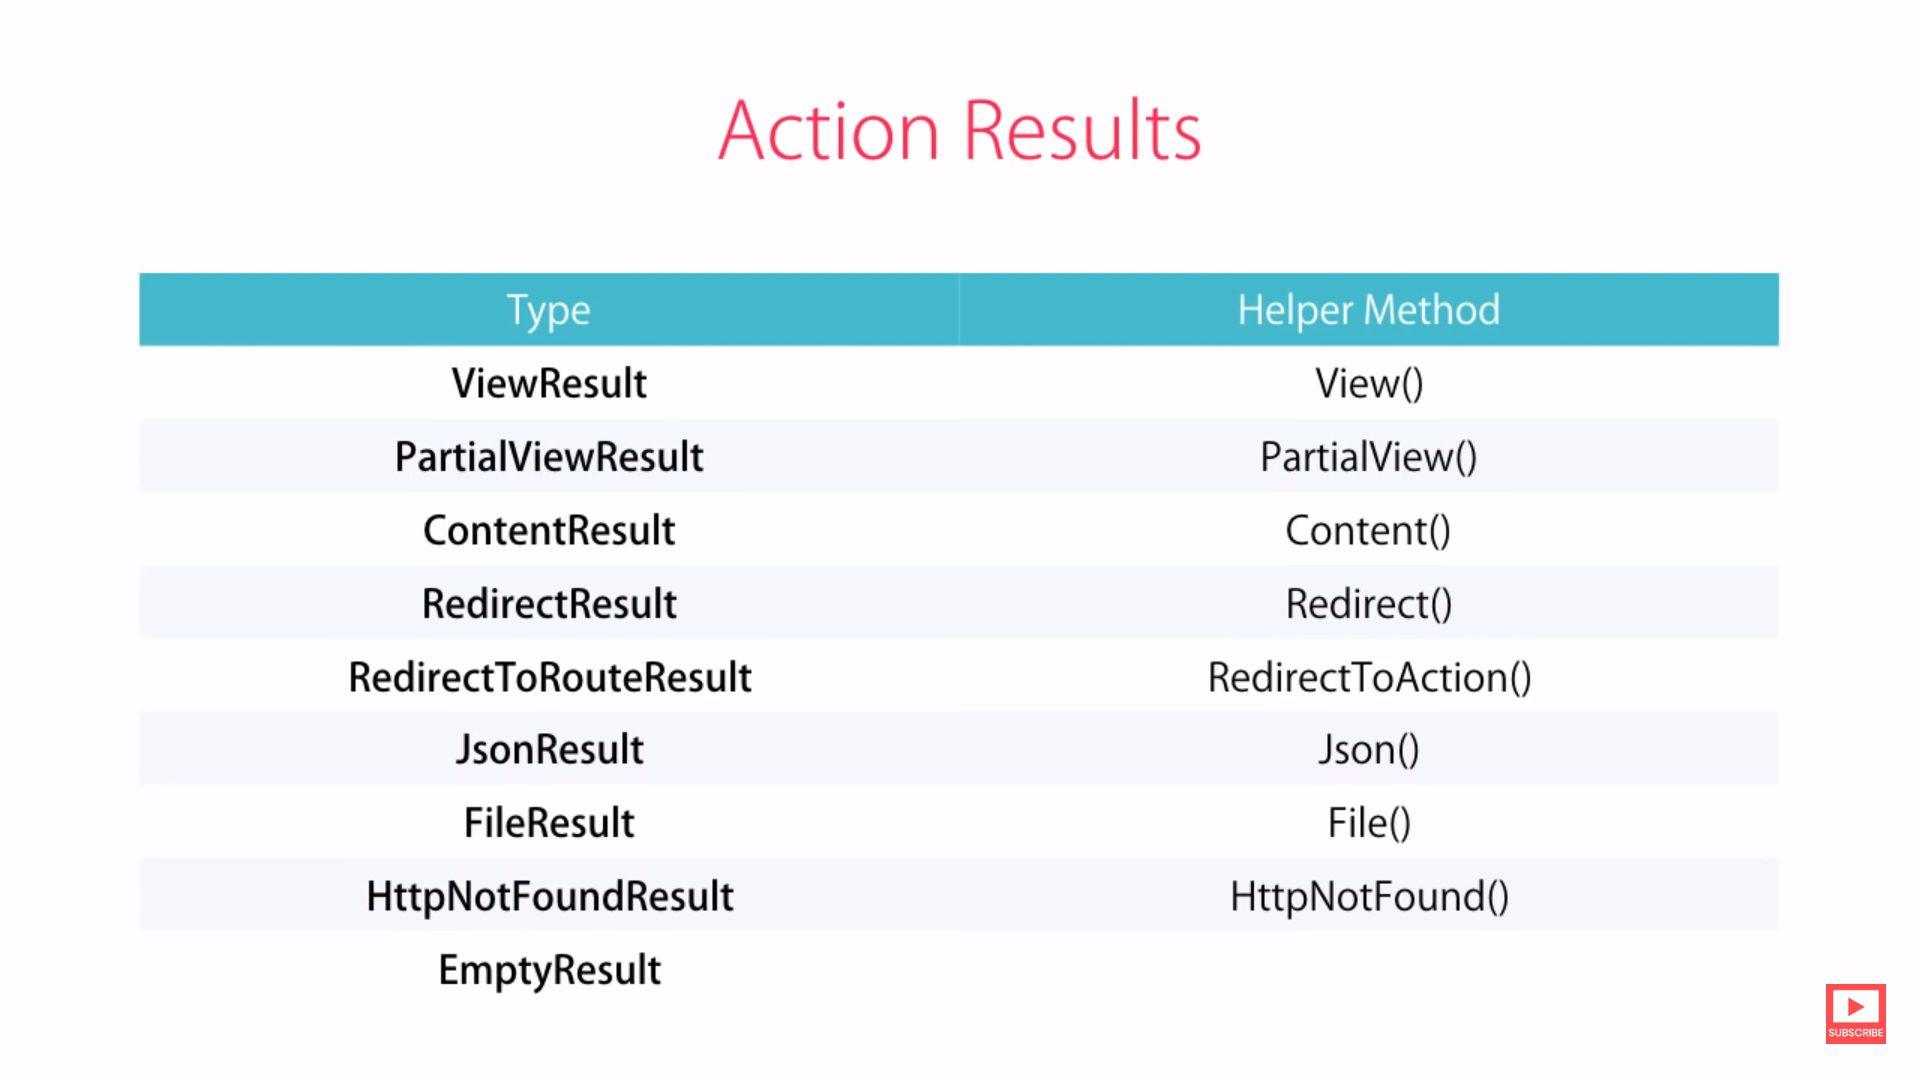 Action Results
Type Helper Method
ViewResult View()
PartialViewResult PartialView()
ContentResult Content()
RedirectResult Redirect()
RedirectToRouteResult RedirectToAction()
JsonResult Json()
FileResult File()
HttpNotFoundResult HttpNotFound()
EmptyResult
SUBSCRIBE